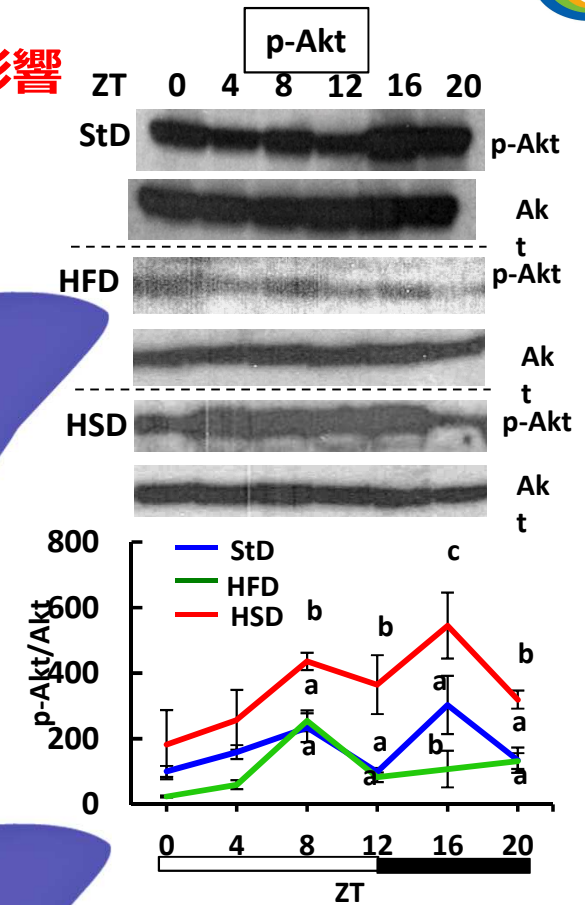 p-Akt
影響
ZT 0 4 8 12 16 20
StD
p-Akt
Ak
t
HFD
p-Akt
Ak
t
HSD
p-Akt
Ak
t
800
600
400
200
0
p-Akt/Akt
StD
HFD
HSD
c
b
b
b
a
a
a
a
a
b
a
a
0 4 8 12 16 20
ZT